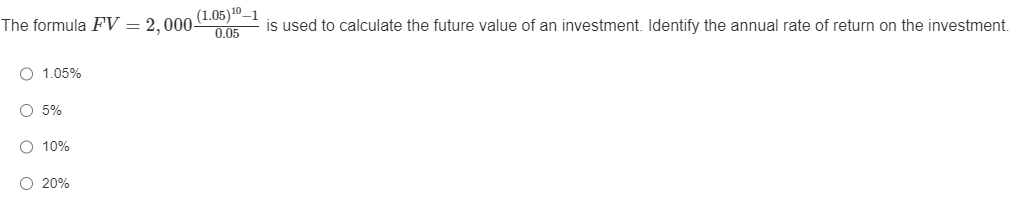 The formula FV = 2,000 (1.05)^10−1 / 0.05 is used to calculate the future value of an investment. Identify the annual rate of return on the investment.
1.05%
5%
10%
20%